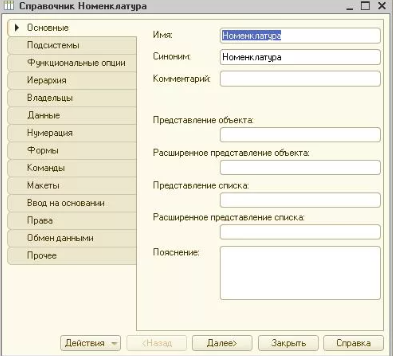 Справочник Номенклатура
Основные
Подсистемы
Функциональные опции
Иерархия
Владельцы
Данные
Нумерация
Формы
Команды
Макеты
Ввод на основании
Права
Обмен данными
Прочее
Имя: Номенклатура
Синоним: Номенклатура
Комментарий:
Представление объекта:
Расширенное представление объекта:
Представление списка:
Расширенное представление списка:
Пояснение:
Действия <Назад Далее> Закрыть Справка